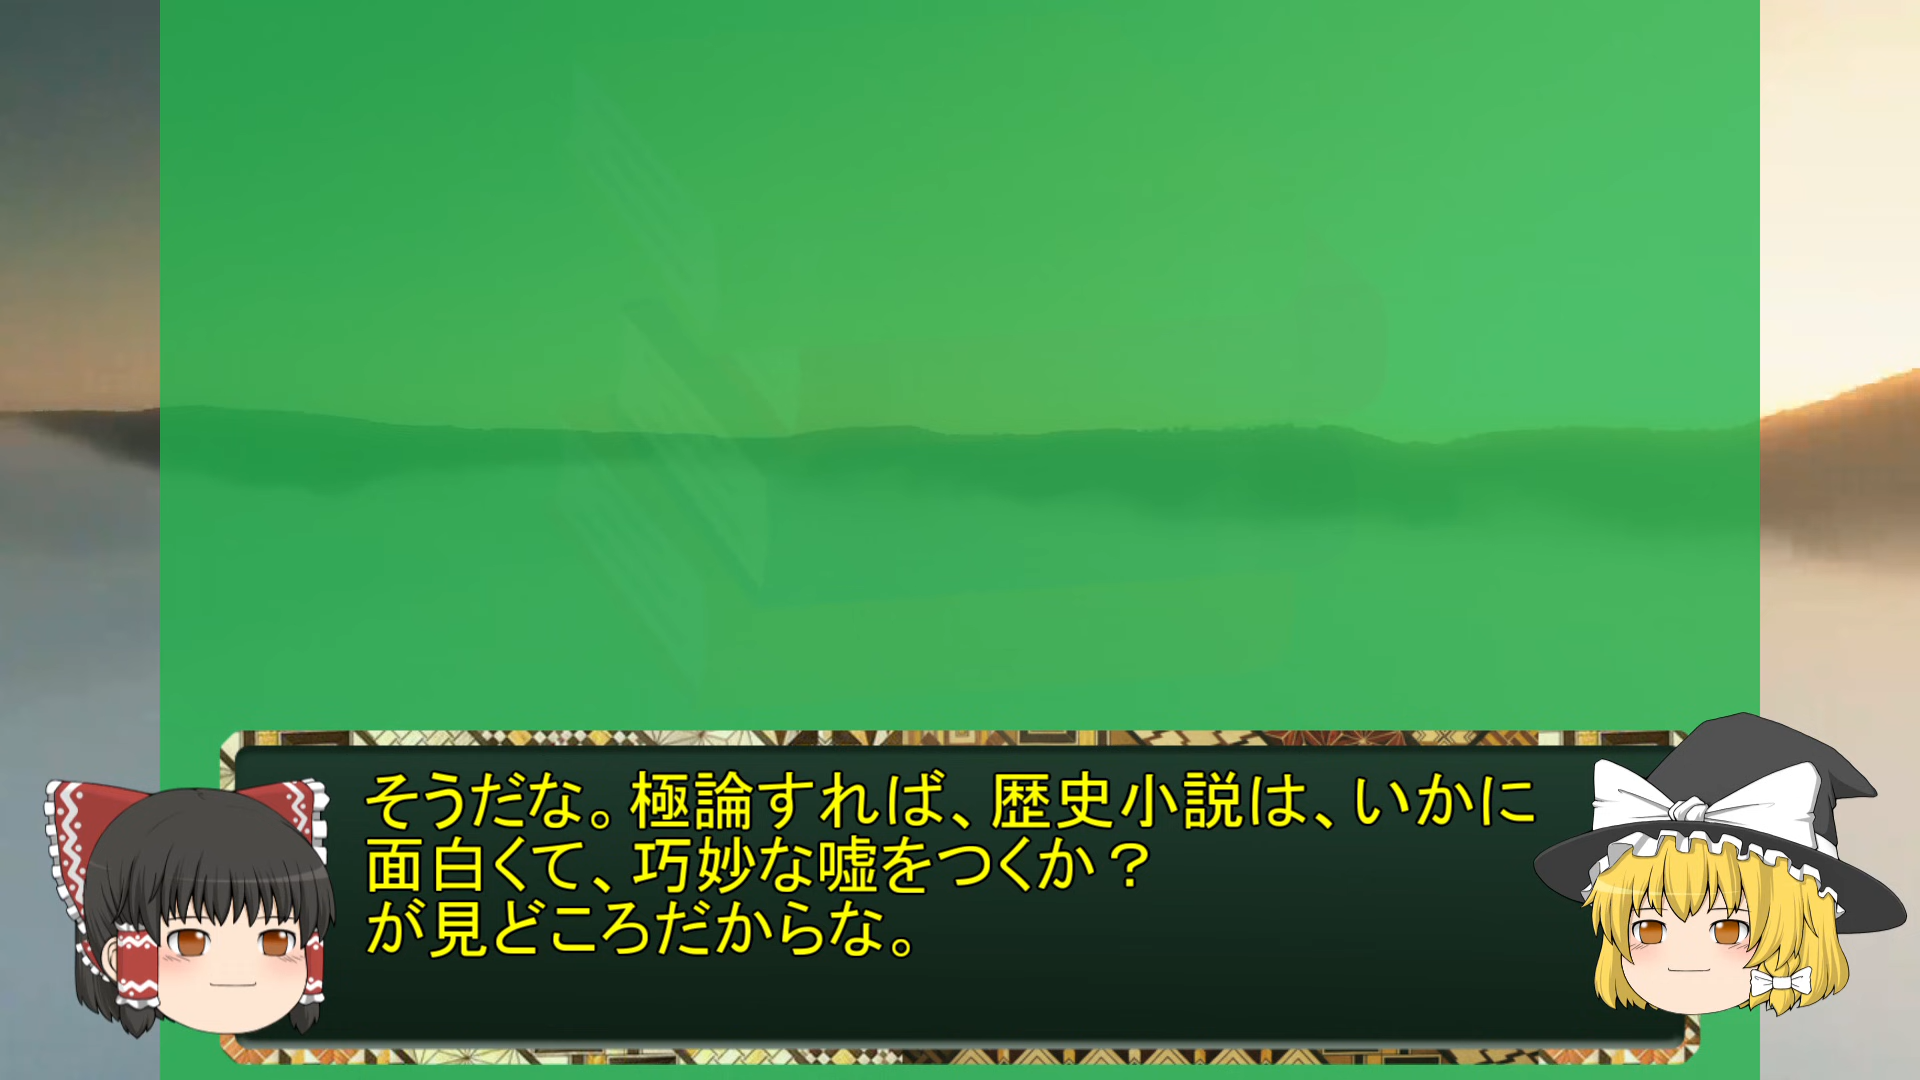 そうだな。極論すれば、歴史小説は、いかに
面白くて、巧妙な嘘をつくか？
が見どころだからな。